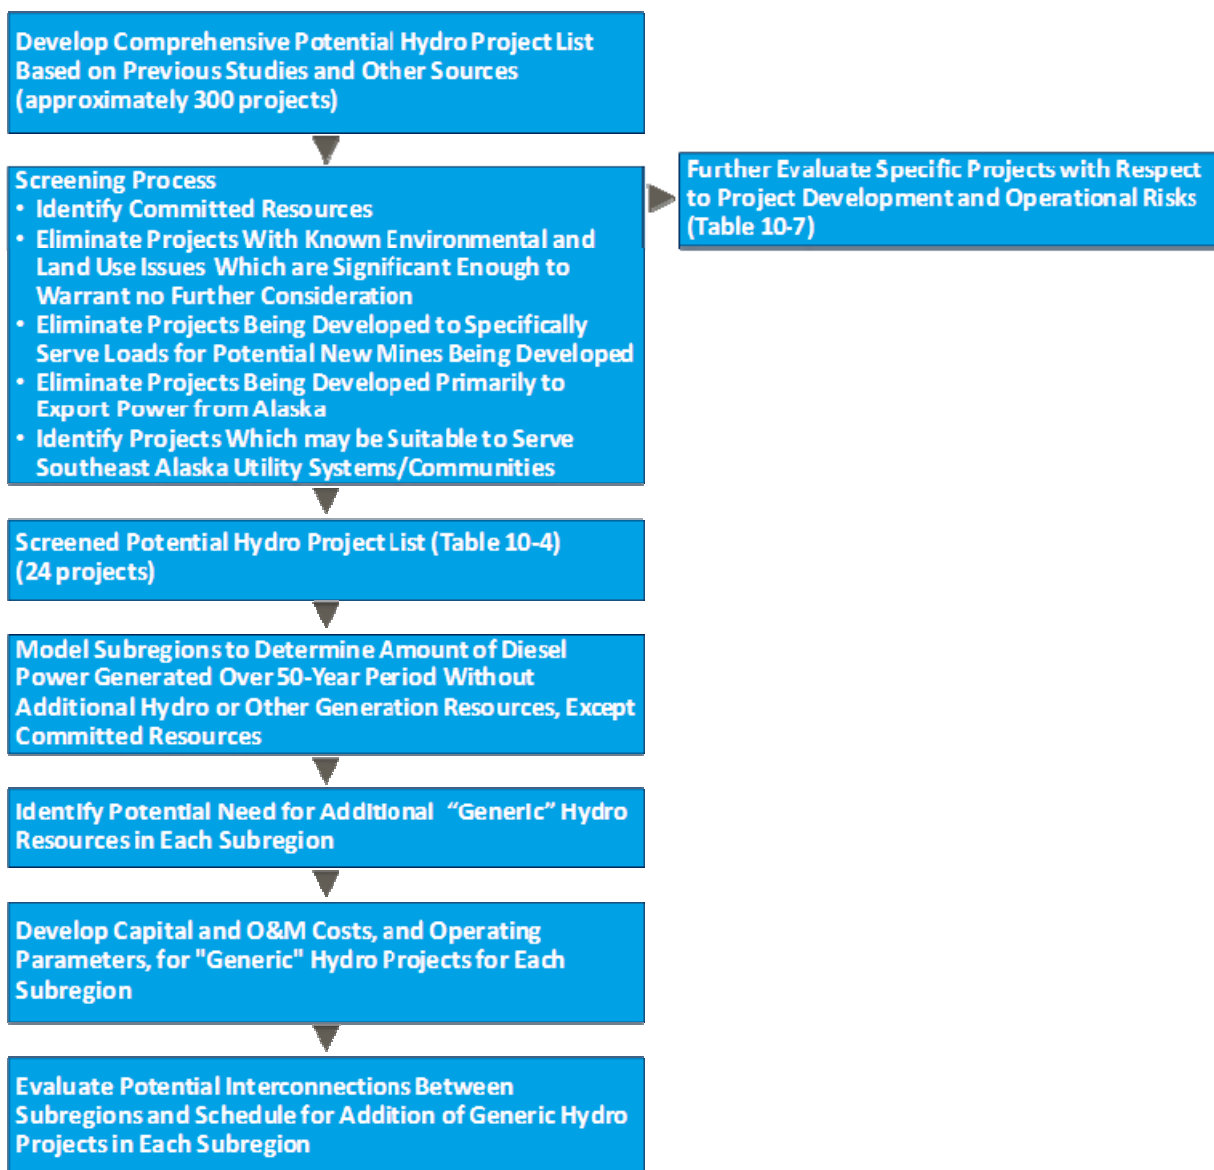 Develop Comprehensive Potential Hydro Project List
Based on Previous Studies and Other Sources
(approximately 300 projects)
Screening Process
• Identify Committed Resources
• Eliminate Projects With Known Environmental and
Land Use Issues Which are Significant Enough to
Warrant no Further Consideration
• Eliminate Projects Being Developed to Specifically
Serve Loads for Potential New Mines Being Developed
• Eliminate Projects Being Developed Primarily to
Export Power from Alaska
• Identify Projects Which may be Suitable to Serve
Southeast Alaska Utility Systems/Communities
Further Evaluate Specific Projects with Respect
to Project Development and Operational Risks
(Table 10-7)
Screened Potential Hydro Project List (Table 10-4)
(24 projects)
Model Subregions to Determine Amount of Diesel
Power Generated Over 50-Year Period Without
Additional Hydro or Other Generation Resources, Except
Committed Resources
Identify Potential Need for Additional “Generic” Hydro
Resources in Each Subregion
Develop Capital and O&M Costs, and Operating
Parameters, for "Generic" Hydro Projects for Each
Subregion
Evaluate Potential Interconnections Between
Subregions and Schedule for Addition of Generic Hydro
Projects in Each Subregion